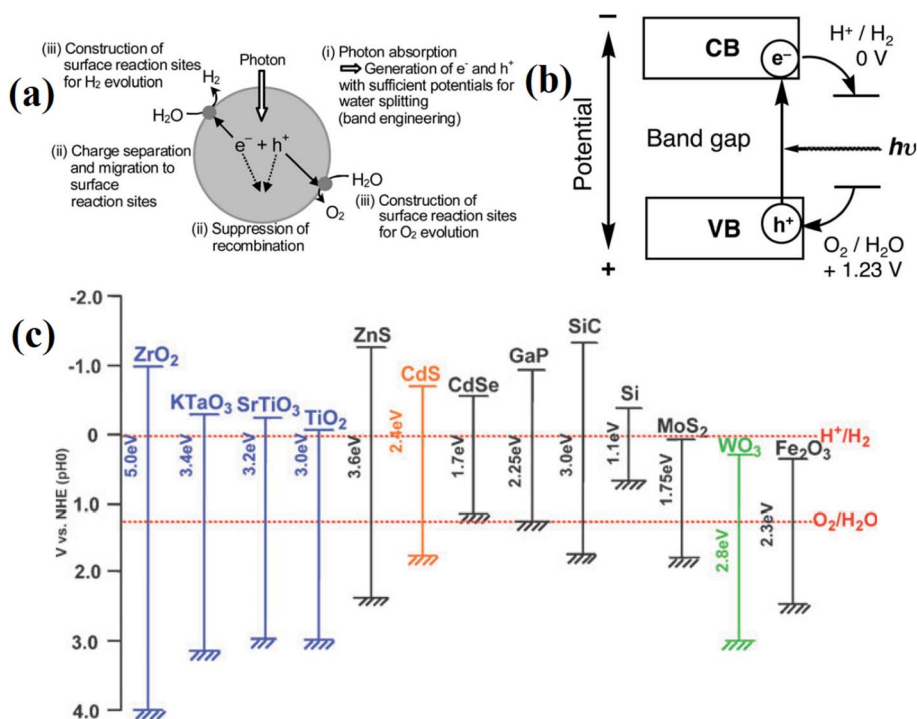 (a)
(iii) Construction of
surface reaction sites
for H₂ evolution
H₂
H₂O
Photon
(i) Photon absorption
Generation of e⁻ and h⁺
with sufficient potentials for
water splitting
(band engineering)
(ii) Charge separation
and migration to
surface
reaction sites
e⁻ + h⁺
H₂O
O₂
(iii) Construction of
surface reaction sites
for O₂ evolution
(ii) Suppression of
recombination
(b)
−
Potential
+
CB
e⁻
H⁺ / H₂
0 V
Band gap
hυ
VB
h⁺
O₂ / H₂O
+ 1.23 V
(c)
V vs. NHE (pH0)
-2.0
-1.0
0
1.0
2.0
3.0
4.0
ZrO₂
5.0eV
KTaO₃
3.4eV
SrTiO₃
3.2eV
TiO₂
3.0eV
ZnS
3.6eV
CdS
2.4eV
CdSe
1.7eV
GaP
2.25eV
SiC
3.0eV
Si
1.1eV
MoS₂
1.75eV
WO₃
2.8eV
Fe₂O₃
2.3eV
H⁺/H₂
O₂/H₂O